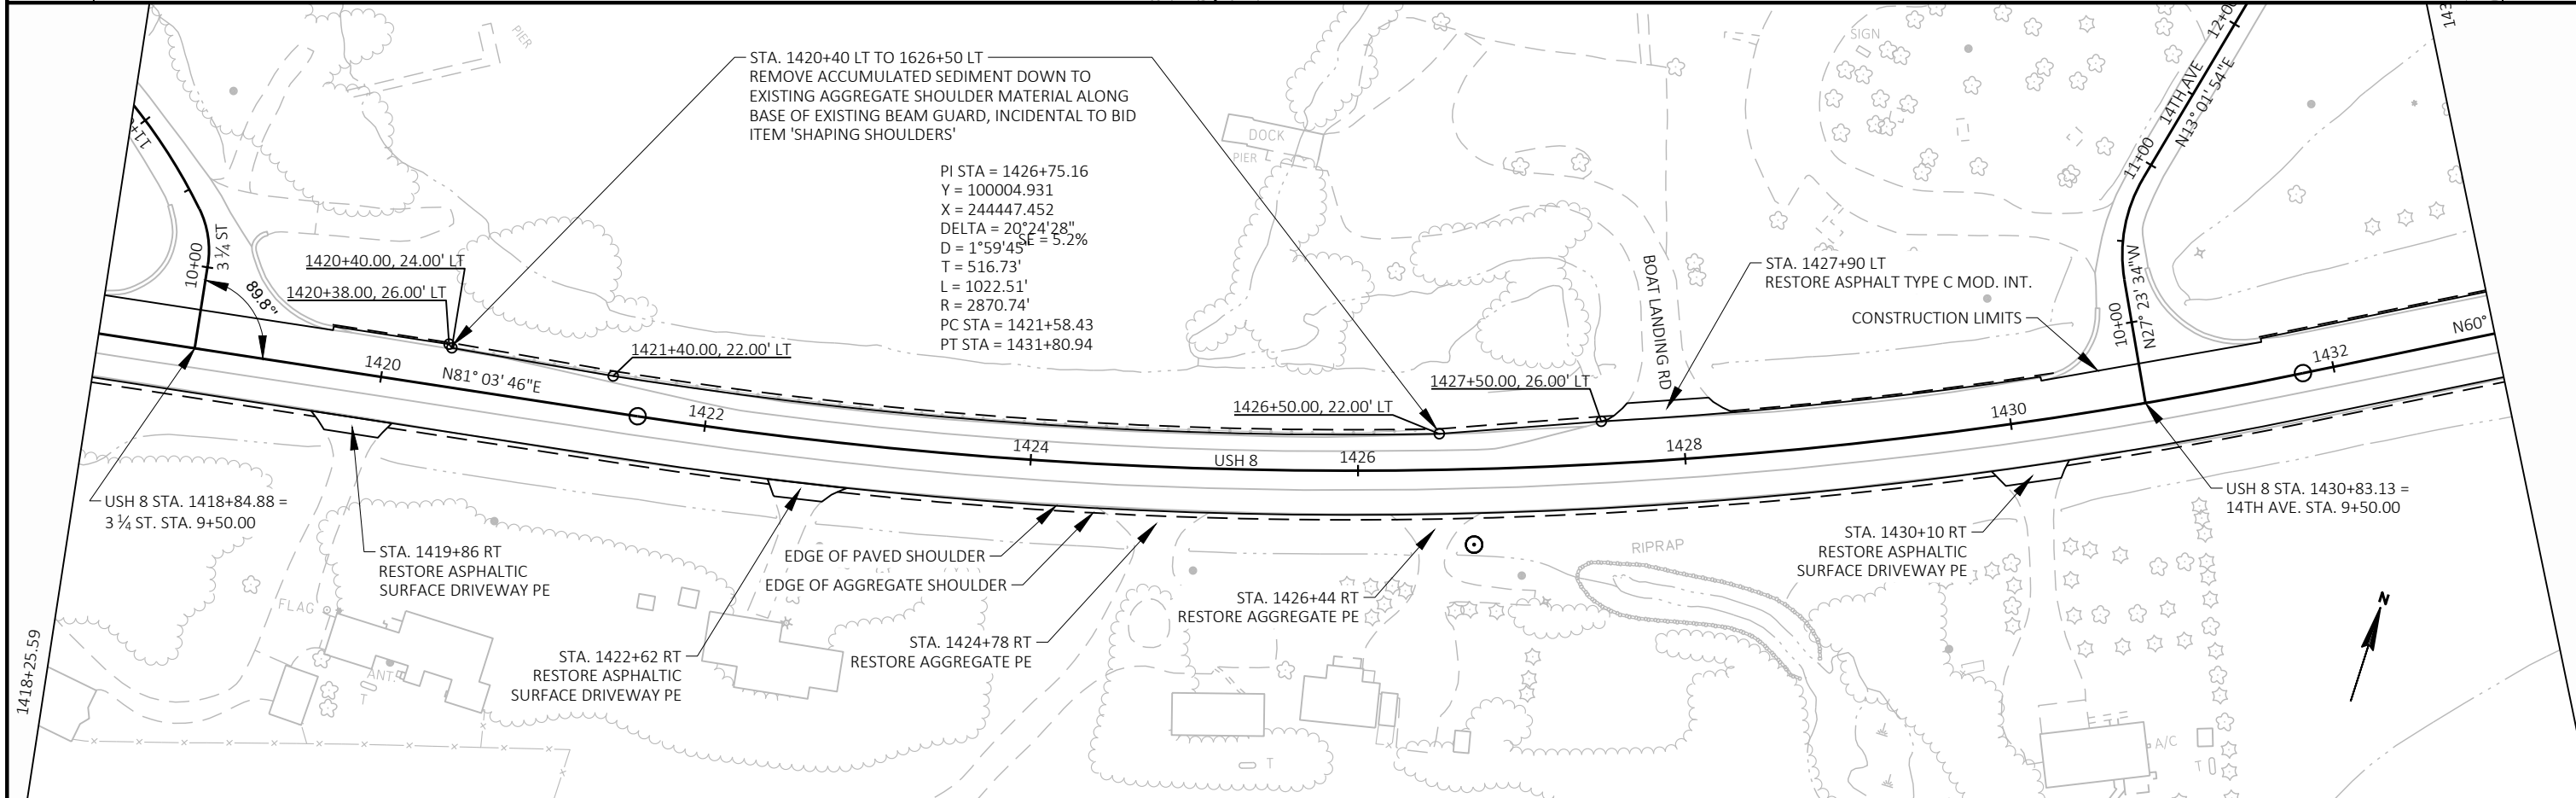 PIER
SIGN
STA. 1420+40 LT TO 1626+50 LT
REMOVE ACCUMULATED SEDIMENT DOWN TO
EXISTING AGGREGATE SHOULDER MATERIAL ALONG
BASE OF EXISTING BEAM GUARD, INCIDENTAL TO BID
ITEM 'SHAPING SHOULDERS'
DOCK
PIER
12+00
14TH AVE
N13° 01' 54"E
11+00
10+00
N27° 23' 34"W
PI STA = 1426+75.16
Y = 100004.931
X = 244447.452
DELTA = 20°24'28"
SE = 5.2%
D = 1°59'45"
T = 516.73'
L = 1022.51'
R = 2870.74'
PC STA = 1421+58.43
PT STA = 1431+80.94
10+00
3 ¼ ST
89.8°
1420+40.00, 24.00' LT
1420+38.00, 26.00' LT
1421+40.00, 22.00' LT
BOAT LANDING RD
STA. 1427+90 LT
RESTORE ASPHALT TYPE C MOD. INT.
CONSTRUCTION LIMITS
1427+50.00, 26.00' LT
1426+50.00, 22.00' LT
N60°
1432
1420
N81° 03' 46"E
1422
1424
USH 8
1426
1428
1430
USH 8 STA. 1418+84.88 =
3 ¼ ST. STA. 9+50.00
USH 8 STA. 1430+83.13 =
14TH AVE. STA. 9+50.00
STA. 1419+86 RT
RESTORE ASPHALTIC
SURFACE DRIVEWAY PE
EDGE OF PAVED SHOULDER
EDGE OF AGGREGATE SHOULDER
STA. 1430+10 RT
RESTORE ASPHALTIC
SURFACE DRIVEWAY PE
RIPRAP
STA. 1426+44 RT
RESTORE AGGREGATE PE
STA. 1424+78 RT
RESTORE AGGREGATE PE
STA. 1422+62 RT
RESTORE ASPHALTIC
SURFACE DRIVEWAY PE
FLAG
ANT.
T
T
A/C
T
N
1418+25.59